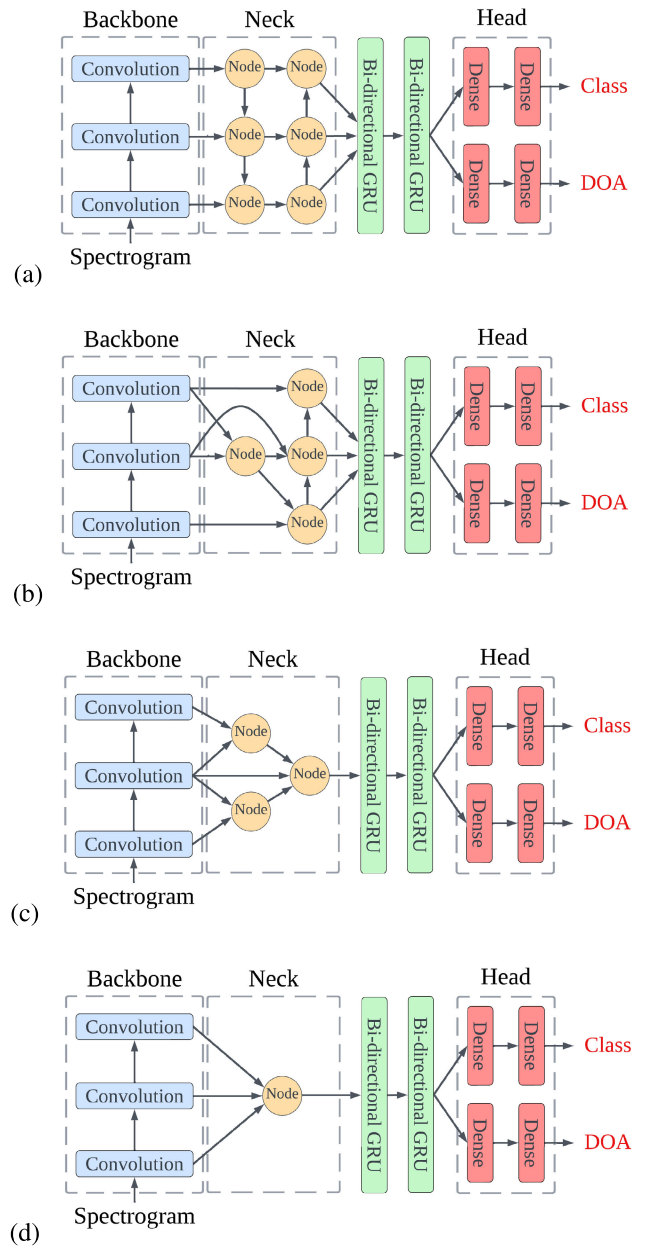 Backbone Neck Head
Convolution Node Node Bi-directional GRU Bi-directional GRU Dense Dense Class
Convolution Node Node
Convolution Node Node Dense Dense DOA
Spectrogram
(a)
Backbone Neck Head
Convolution Node Bi-directional GRU Bi-directional GRU Dense Dense Class
Convolution Node Node
Convolution Node Dense Dense DOA
Spectrogram
(b)
Backbone Neck Head
Convolution Node Bi-directional GRU Bi-directional GRU Dense Dense Class
Convolution Node
Convolution Node Dense Dense DOA
Spectrogram
(c)
Backbone Neck Head
Convolution Bi-directional GRU Bi-directional GRU Dense Dense Class
Convolution Node
Convolution Dense Dense DOA
Spectrogram
(d)